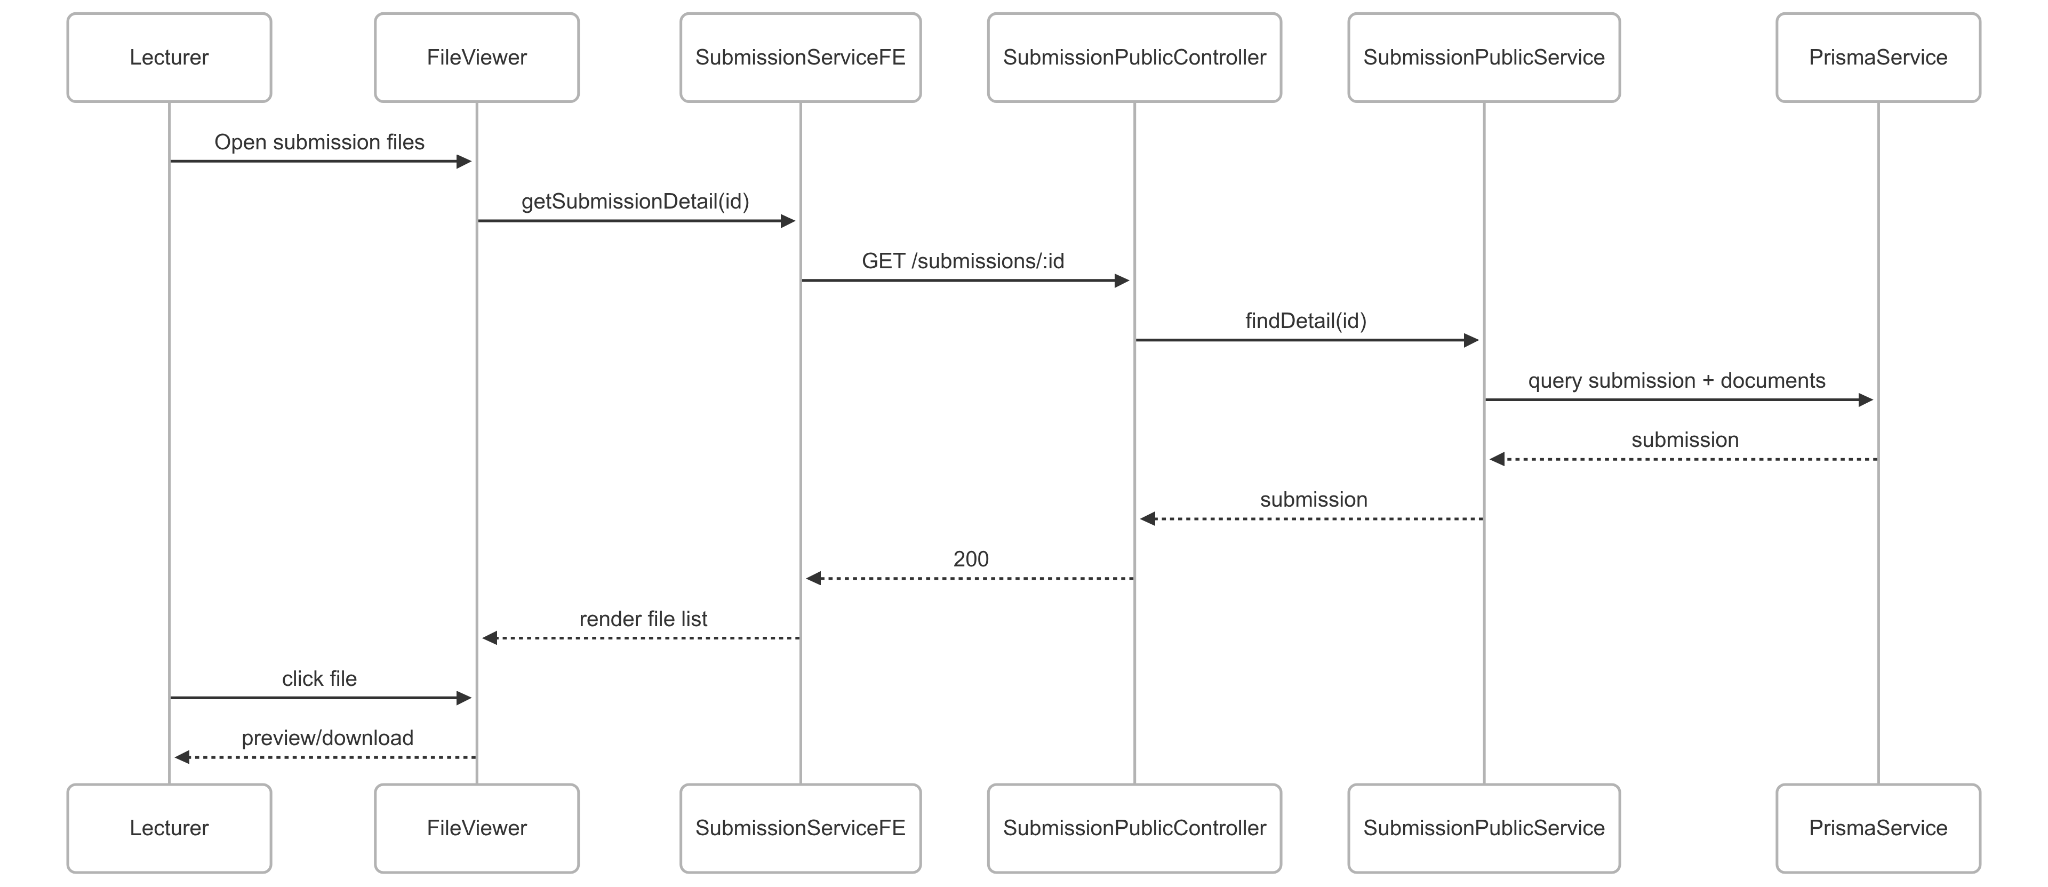 Lecturer
FileViewer
SubmissionServiceFE
SubmissionPublicController
SubmissionPublicService
PrismaService
Open submission files
getSubmissionDetail(id)
GET /submissions/:id
findDetail(id)
query submission + documents
submission
submission
200
render file list
click file
preview/download
Lecturer
FileViewer
SubmissionServiceFE
SubmissionPublicController
SubmissionPublicService
PrismaService